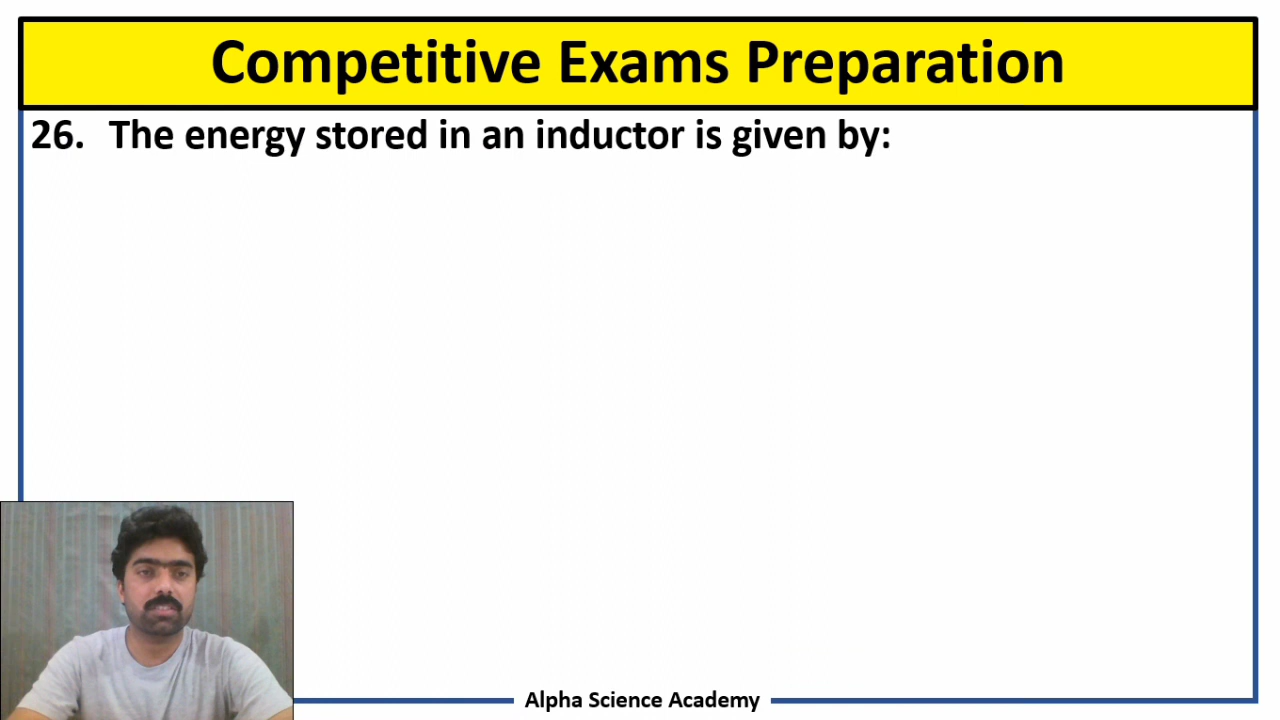 Competitive Exams Preparation
26. The energy stored in an inductor is given by:
Alpha Science Academy